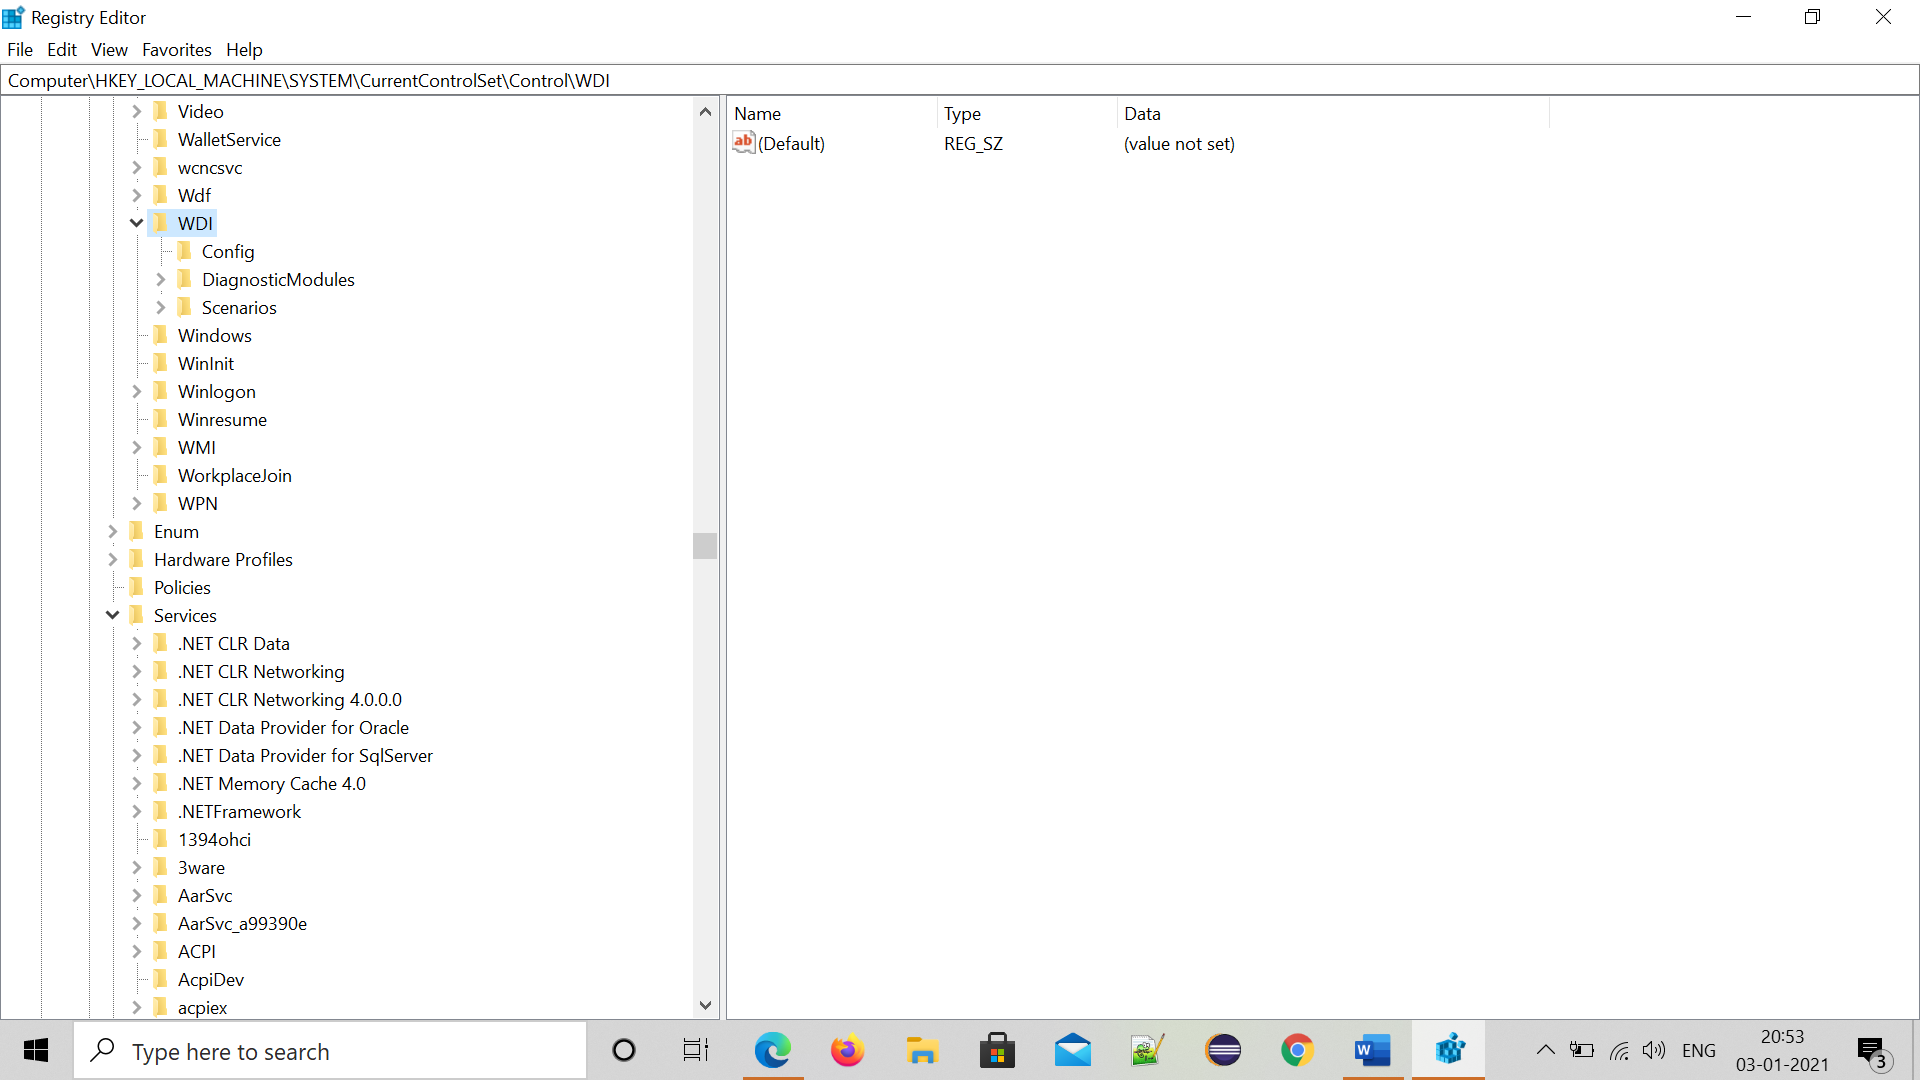 Registry Editor
File Edit View Favorites Help
Computer\HKEY_LOCAL_MACHINE\SYSTEM\CurrentControlSet\Control\WDI
Video
WalletService
wcncsvc
Wdf
WDI
Config
DiagnosticModules
Scenarios
Windows
WinInit
Winlogon
Winresume
WMI
WorkplaceJoin
WPN
Enum
Hardware Profiles
Policies
Services
.NET CLR Data
.NET CLR Networking
.NET CLR Networking 4.0.0.0
.NET Data Provider for Oracle
.NET Data Provider for SqlServer
.NET Memory Cache 4.0
.NETFramework
1394ohci
3ware
AarSvc
AarSvc_a99390e
ACPI
AcpiDev
acpiex
Name Type Data
ab (Default) REG_SZ (value not set)
Type here to search
W
ENG
20:53
03-01-2021
3